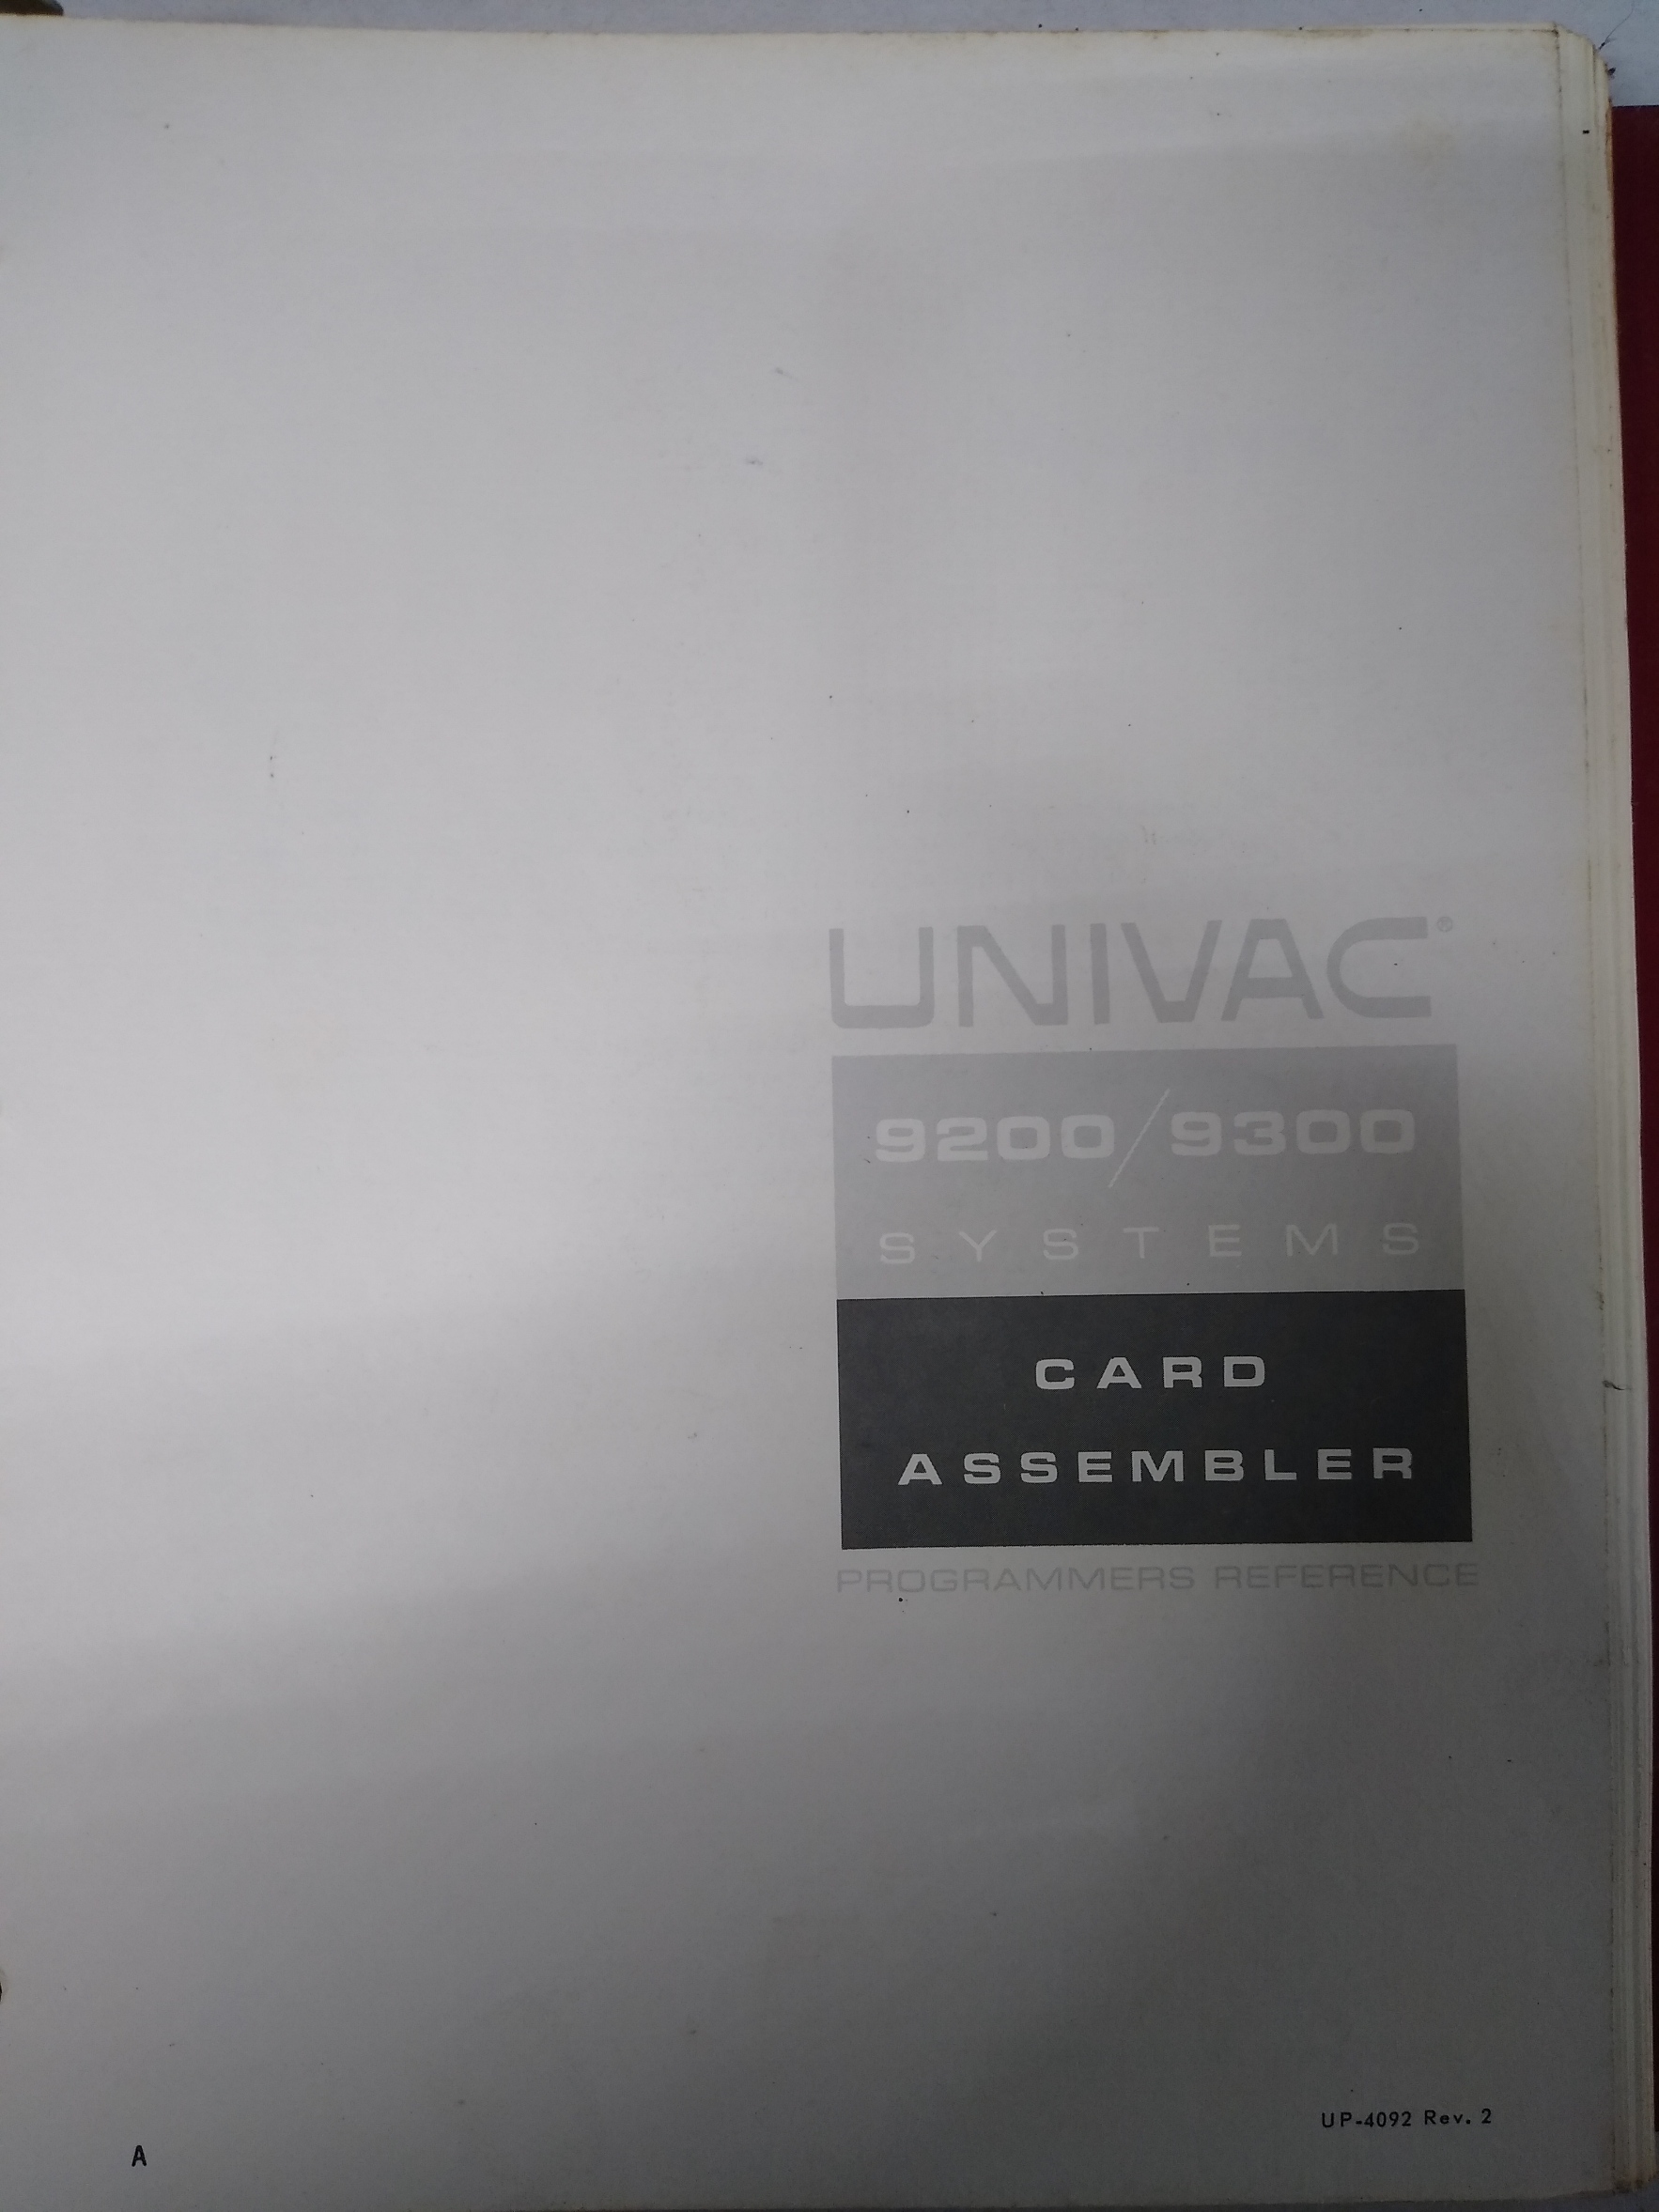 UNIVAC®
9200/9300
SYSTEMS
CARD
ASSEMBLER
PROGRAMMERS REFERENCE
UP-4092 Rev. 2
A